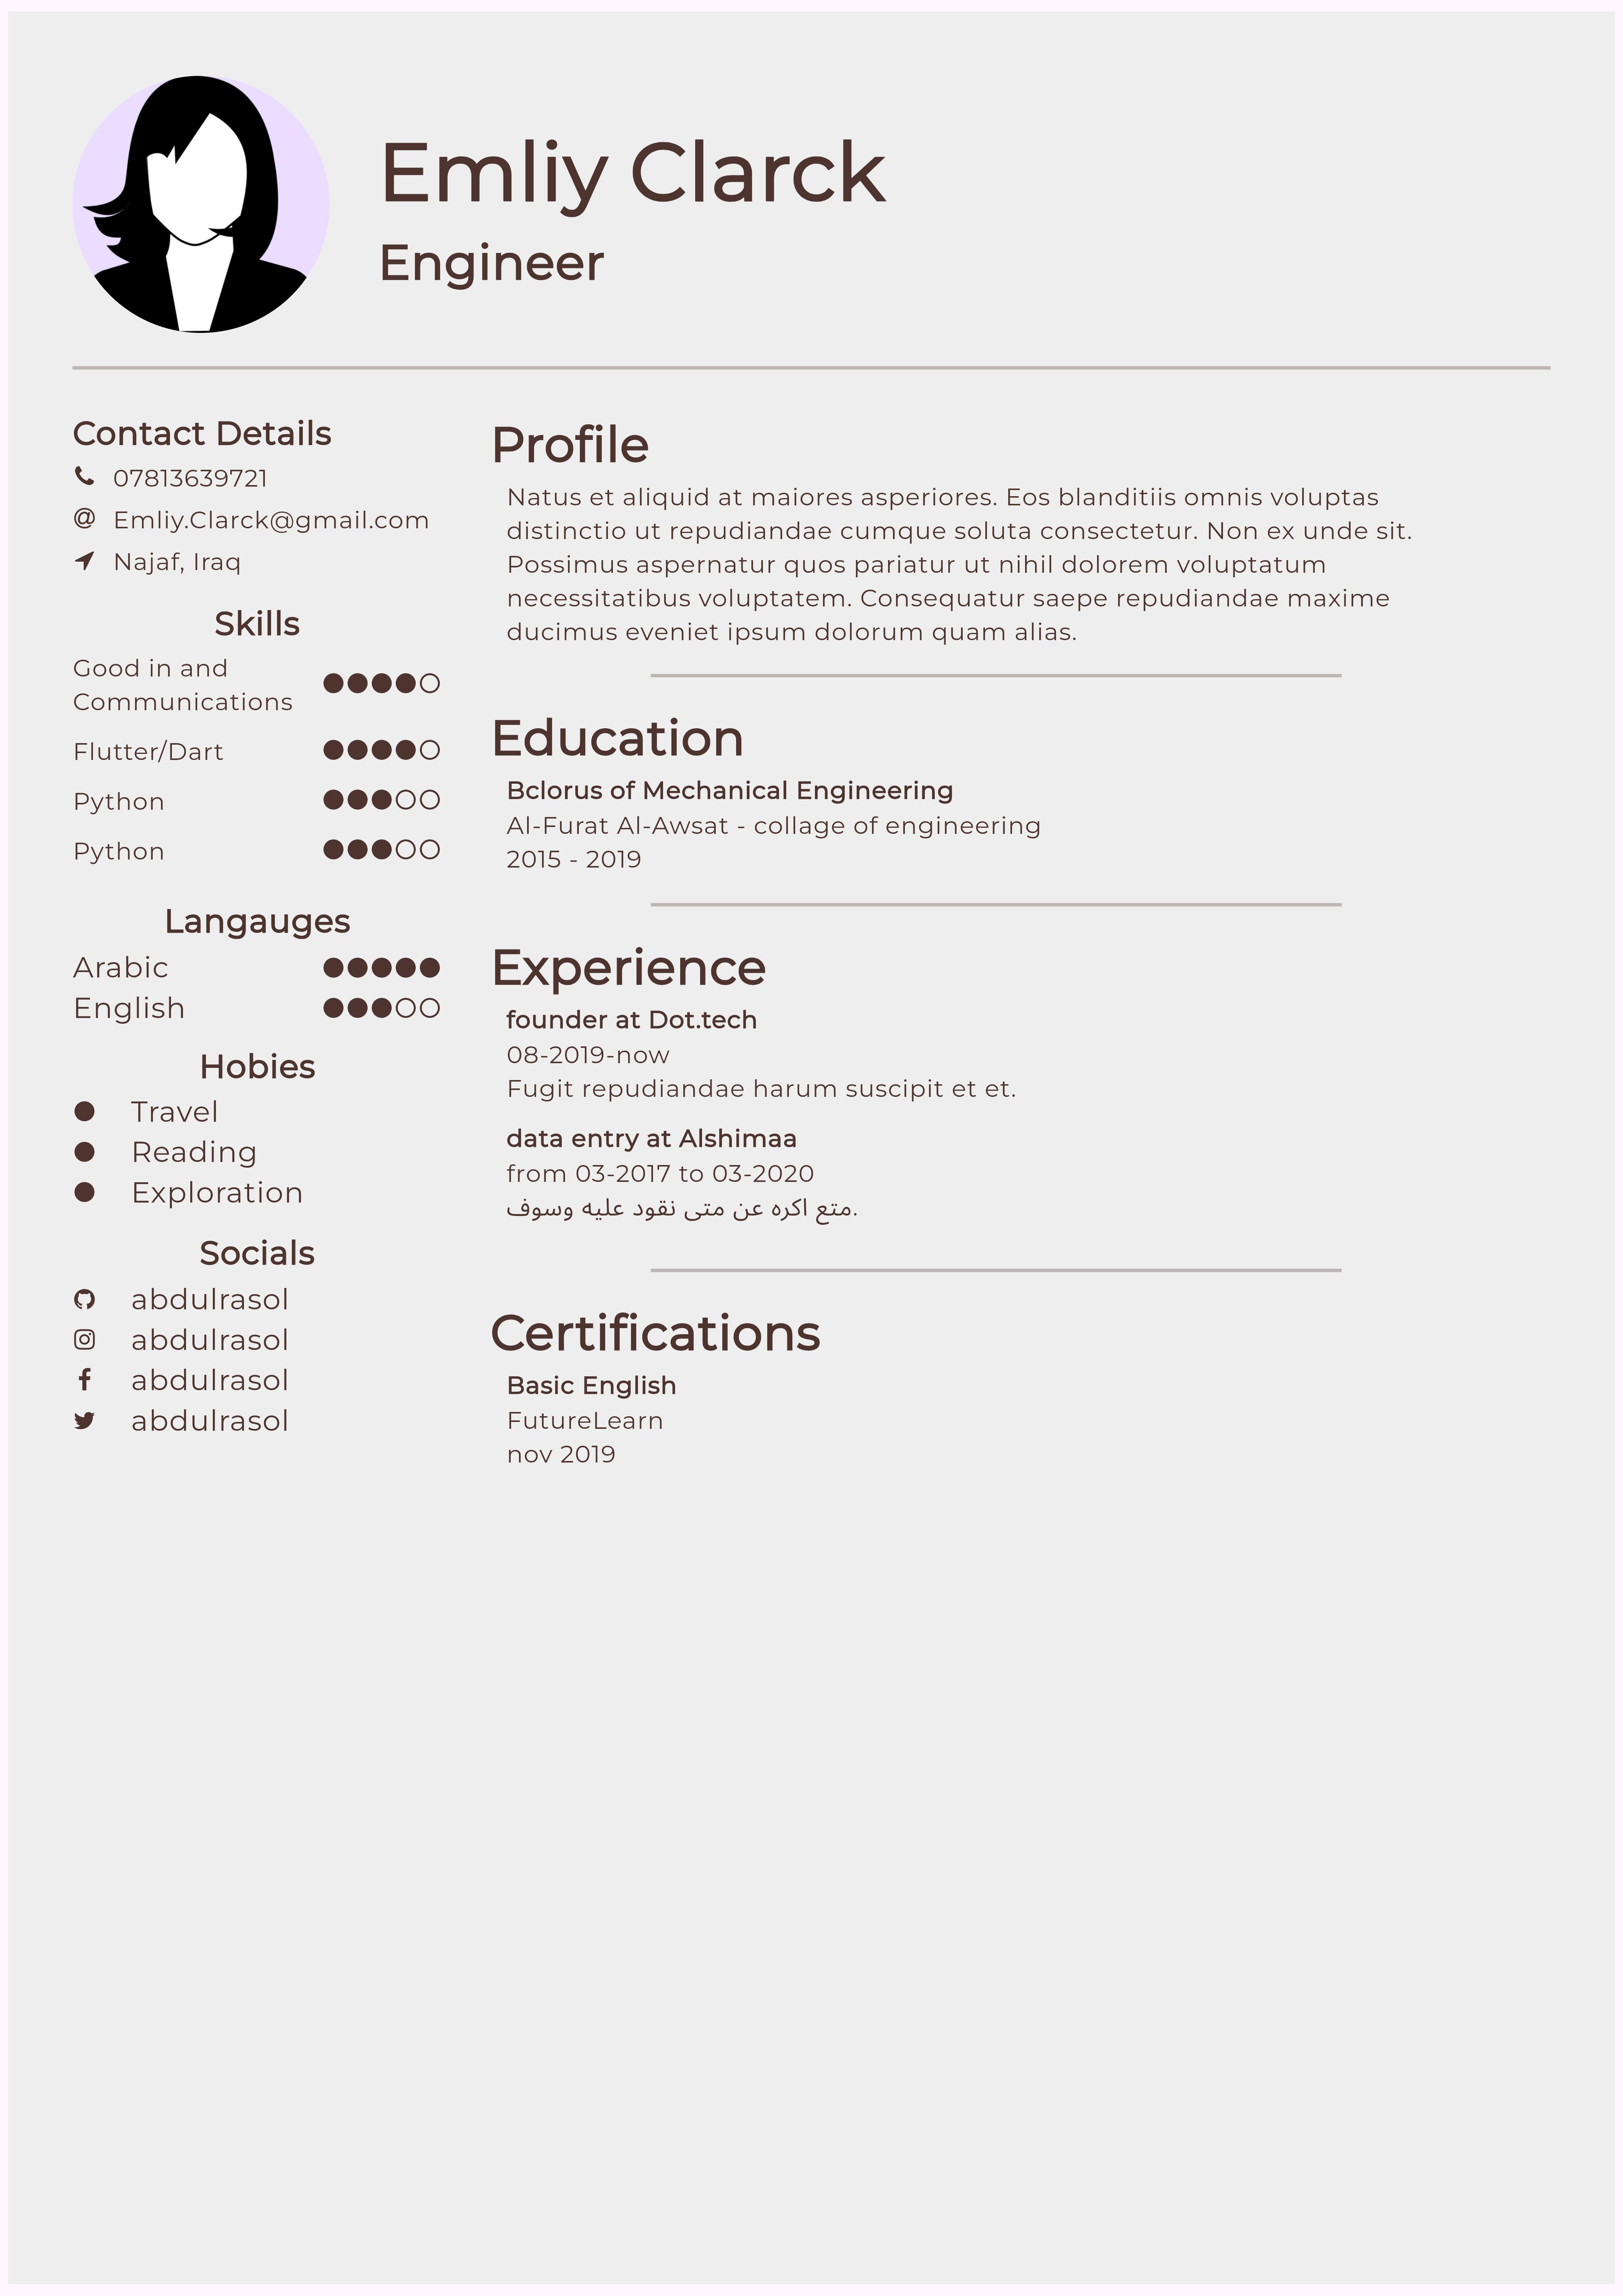 Emliy Clarck
Engineer
Contact Details
07813639721
Emliy.Clarck@gmail.com
Najaf, Iraq
Skills
Good in and
Communications
Flutter/Dart
Python
Python
Langauges
Arabic
English
Hobies
Travel
Reading
Exploration
Socials
abdulrasol
abdulrasol
abdulrasol
abdulrasol
Profile
Natus et aliquid at maiores asperiores. Eos blanditiis omnis voluptas
distinctio ut repudiandae cumque soluta consectetur. Non ex unde sit.
Possimus aspernatur quos pariatur ut nihil dolorem voluptatum
necessitatibus voluptatem. Consequatur saepe repudiandae maxime
ducimus eveniet ipsum dolorum quam alias.
Education
Bclorus of Mechanical Engineering
Al-Furat Al-Awsat - collage of engineering
2015 - 2019
Experience
founder at Dot.tech
08-2019-now
Fugit repudiandae harum suscipit et et.
data entry at Alshimaa
from 03-2017 to 03-2020
متع اكره عن متى نقود عليه وسوف.
Certifications
Basic English
FutureLearn
nov 2019